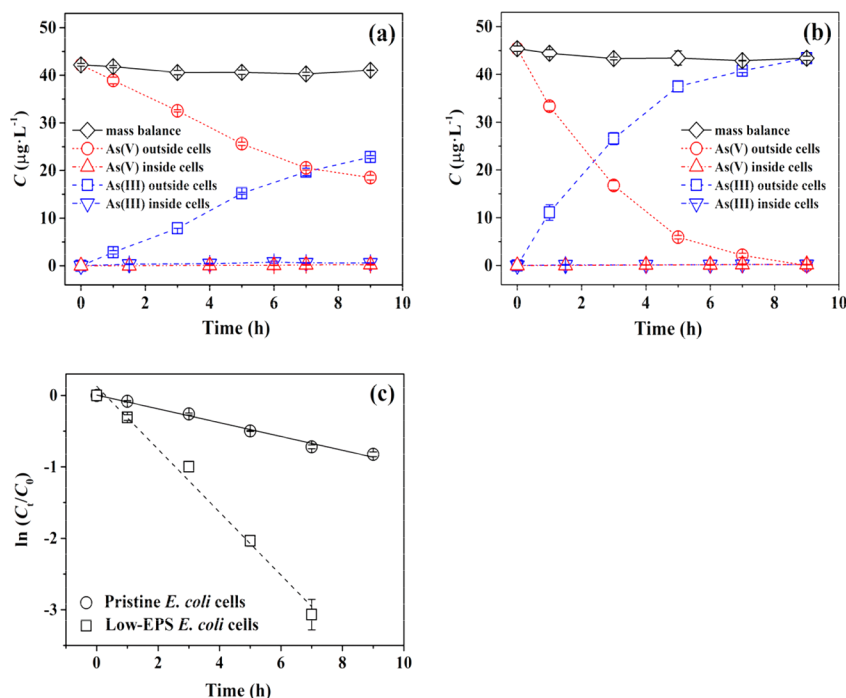 (a)
50
40
30
20
10
0
C (μg·L⁻¹)
mass balance
As(V) outside cells
As(V) inside cells
As(III) outside cells
As(III) inside cells
0 2 4 6 8 10
Time (h)
(b)
50
40
30
20
10
0
C (μg·L⁻¹)
mass balance
As(V) outside cells
As(V) inside cells
As(III) outside cells
As(III) inside cells
0 2 4 6 8 10
Time (h)
(c)
0
-1
-2
-3
ln (Ct/C0)
Pristine E. coli cells
Low-EPS E. coli cells
0 2 4 6 8 10
Time (h)